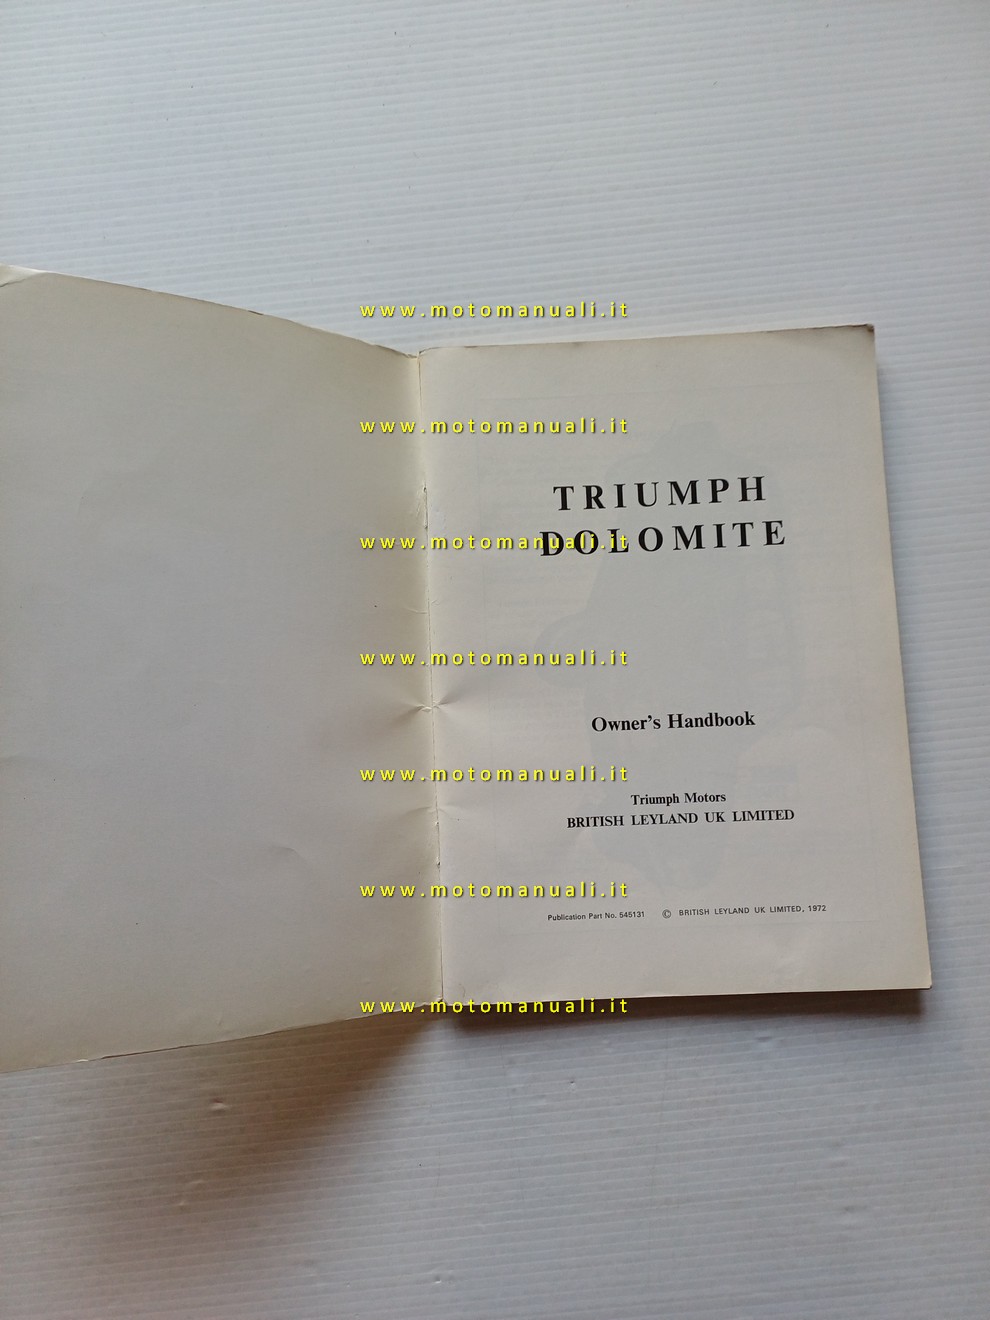 www.motomanuali.it
www.motomanuali.it
TRIUMPH
DOLOMITE
www.motomanuali.it
www.motomanuali.it
Owner's Handbook
www.motomanuali.it
Triumph Motors
BRITISH LEYLAND UK LIMITED
www.motomanuali.it
Publication Part No. 545131 © BRITISH LEYLAND UK LIMITED, 1972
www.motomanuali.it